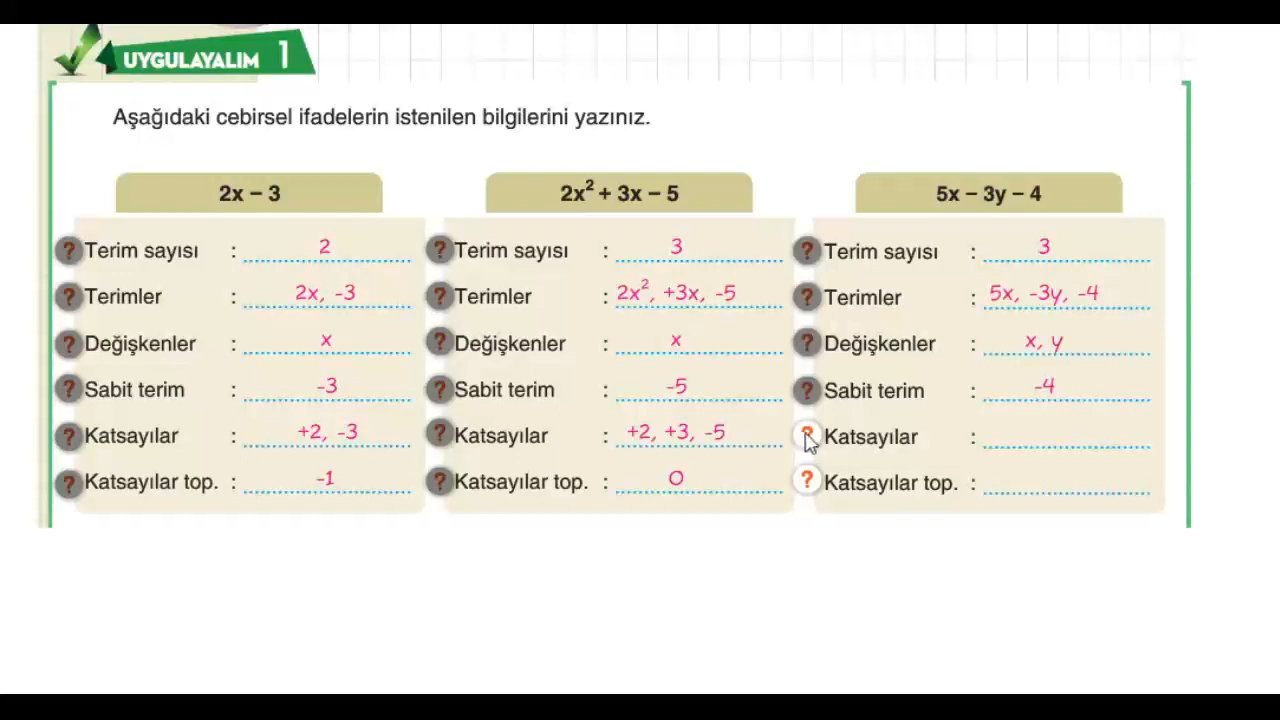 UYGULAYALIM 1
Aşağıdaki cebirsel ifadelerin istenilen bilgilerini yazınız.
2x – 3
? Terim sayısı : 2
? Terimler : 2x, -3
? Değişkenler : x
? Sabit terim : -3
? Katsayılar : +2, -3
? Katsayılar top. : -1
2x² + 3x – 5
? Terim sayısı : 3
? Terimler : 2x², +3x, -5
? Değişkenler : x
? Sabit terim : -5
? Katsayılar : +2, +3, -5
? Katsayılar top. : 0
5x – 3y – 4
? Terim sayısı : 3
? Terimler : 5x, -3y, -4
? Değişkenler : x, y
? Sabit terim : -4
? Katsayılar :
? Katsayılar top. :